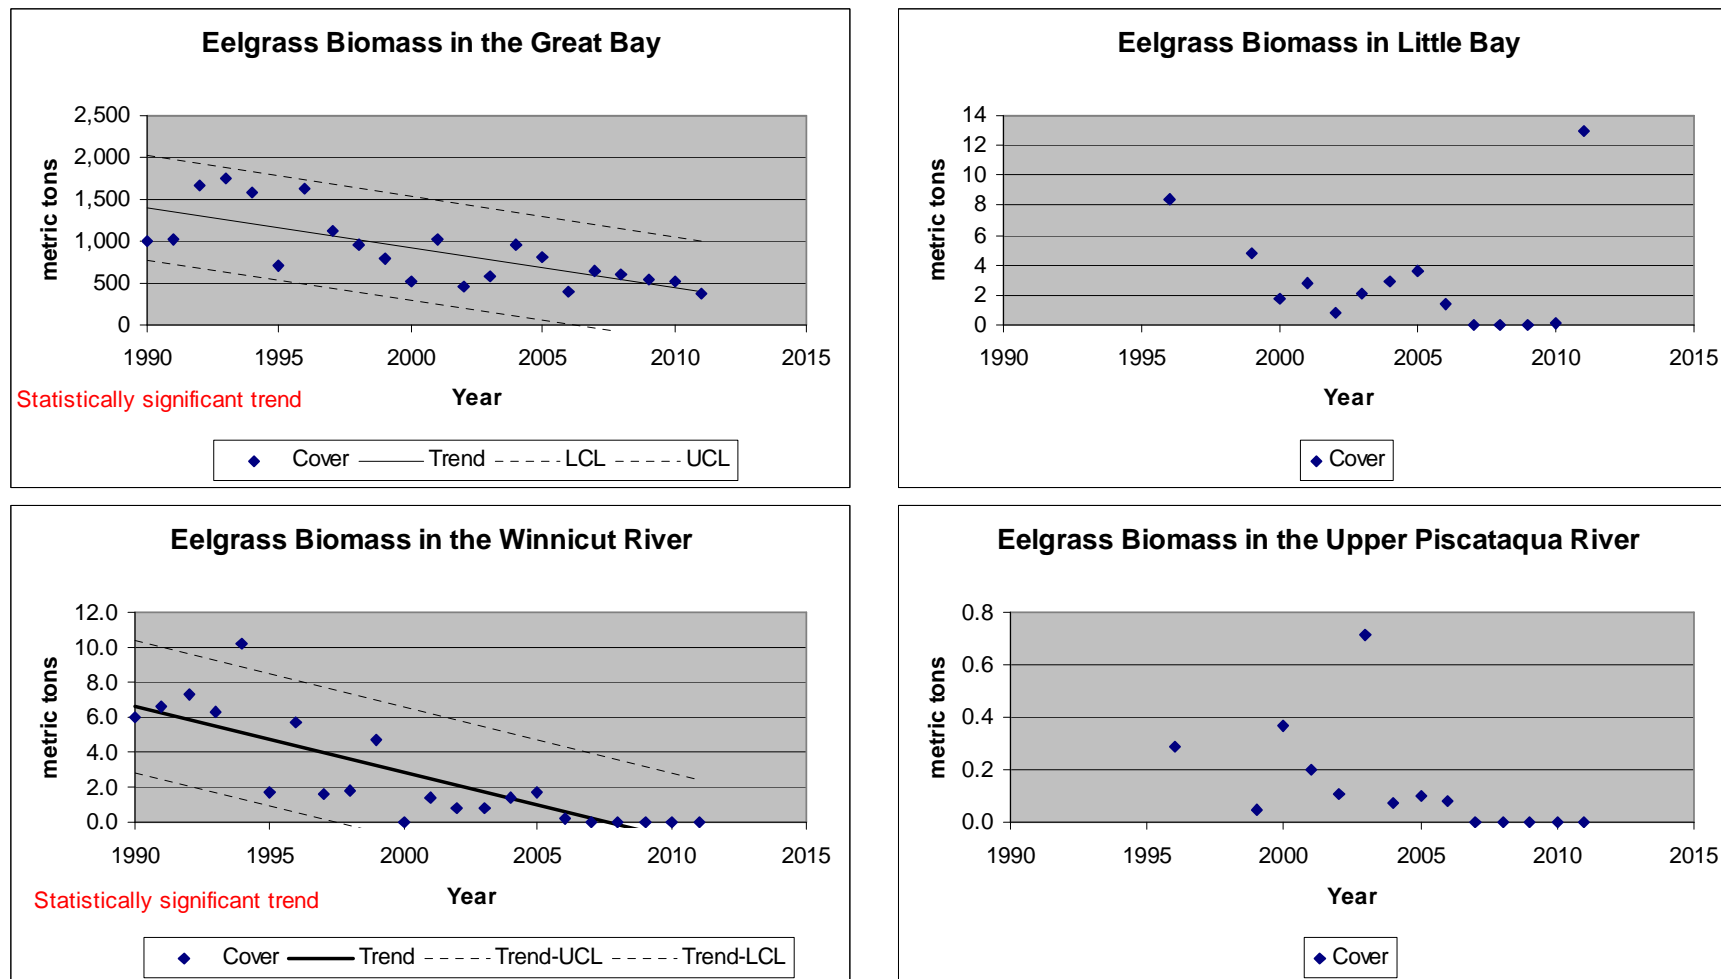 Eelgrass Biomass in the Great Bay
metric tons
2,500
2,000
1,500
1,000
500
0
1990 1995 2000 2005 2010 2015
Year
Statistically significant trend
Cover Trend LCL UCL
Eelgrass Biomass in Little Bay
metric tons
14
12
10
8
6
4
2
0
1990 1995 2000 2005 2010 2015
Year
Cover
Eelgrass Biomass in the Winnicut River
metric tons
12.0
10.0
8.0
6.0
4.0
2.0
0.0
1990 1995 2000 2005 2010 2015
Year
Statistically significant trend
Cover Trend Trend-UCL Trend-LCL
Eelgrass Biomass in the Upper Piscataqua River
metric tons
0.8
0.6
0.4
0.2
0.0
1990 1995 2000 2005 2010 2015
Year
Cover